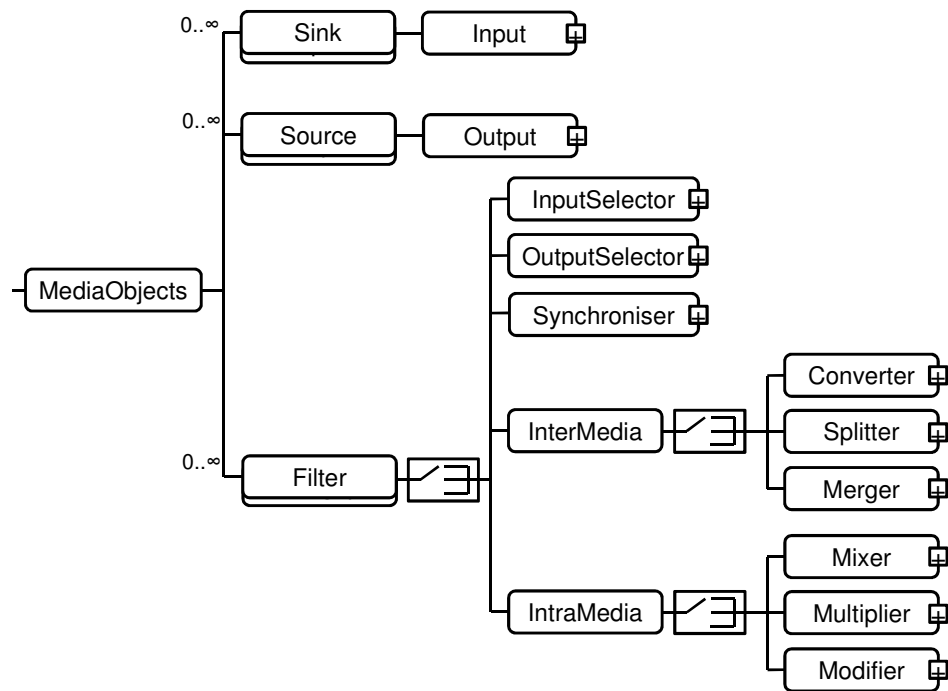 0..∞
Sink
Input
0..∞
Source
Output
InputSelector
OutputSelector
MediaObjects
Synchroniser
Converter
InterMedia
Splitter
0..∞
Filter
Merger
Mixer
IntraMedia
Multiplier
Modifier